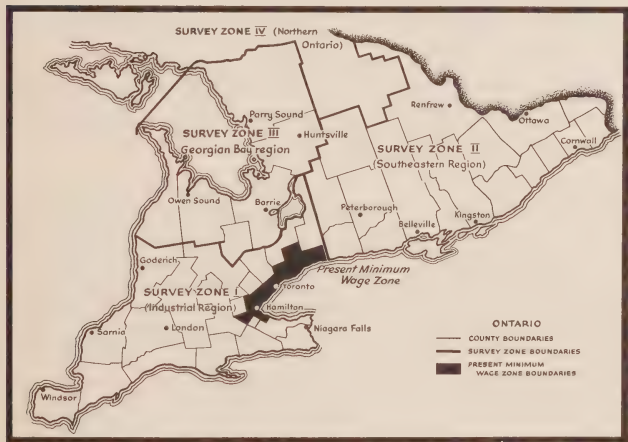 SURVEY ZONE IV (Northern
Ontario)
Renfrew
Ottawa
Parry Sound
SURVEY ZONE III
Huntsville
Georgian Bay region
SURVEY ZONE II
(Southeastern Region)
Cornwall
Owen Sound
Barrie
Peterborough
Kingston
Belleville
Goderich
Present Minimum
Wage Zone
Toronto
SURVEY ZONE I
(Industrial Region)
Hamilton
Sarnia
London
Niagara Falls
Windsor
ONTARIO
COUNTY BOUNDARIES
SURVEY ZONE BOUNDARIES
PRESENT MINIMUM
WAGE ZONE BOUNDARIES